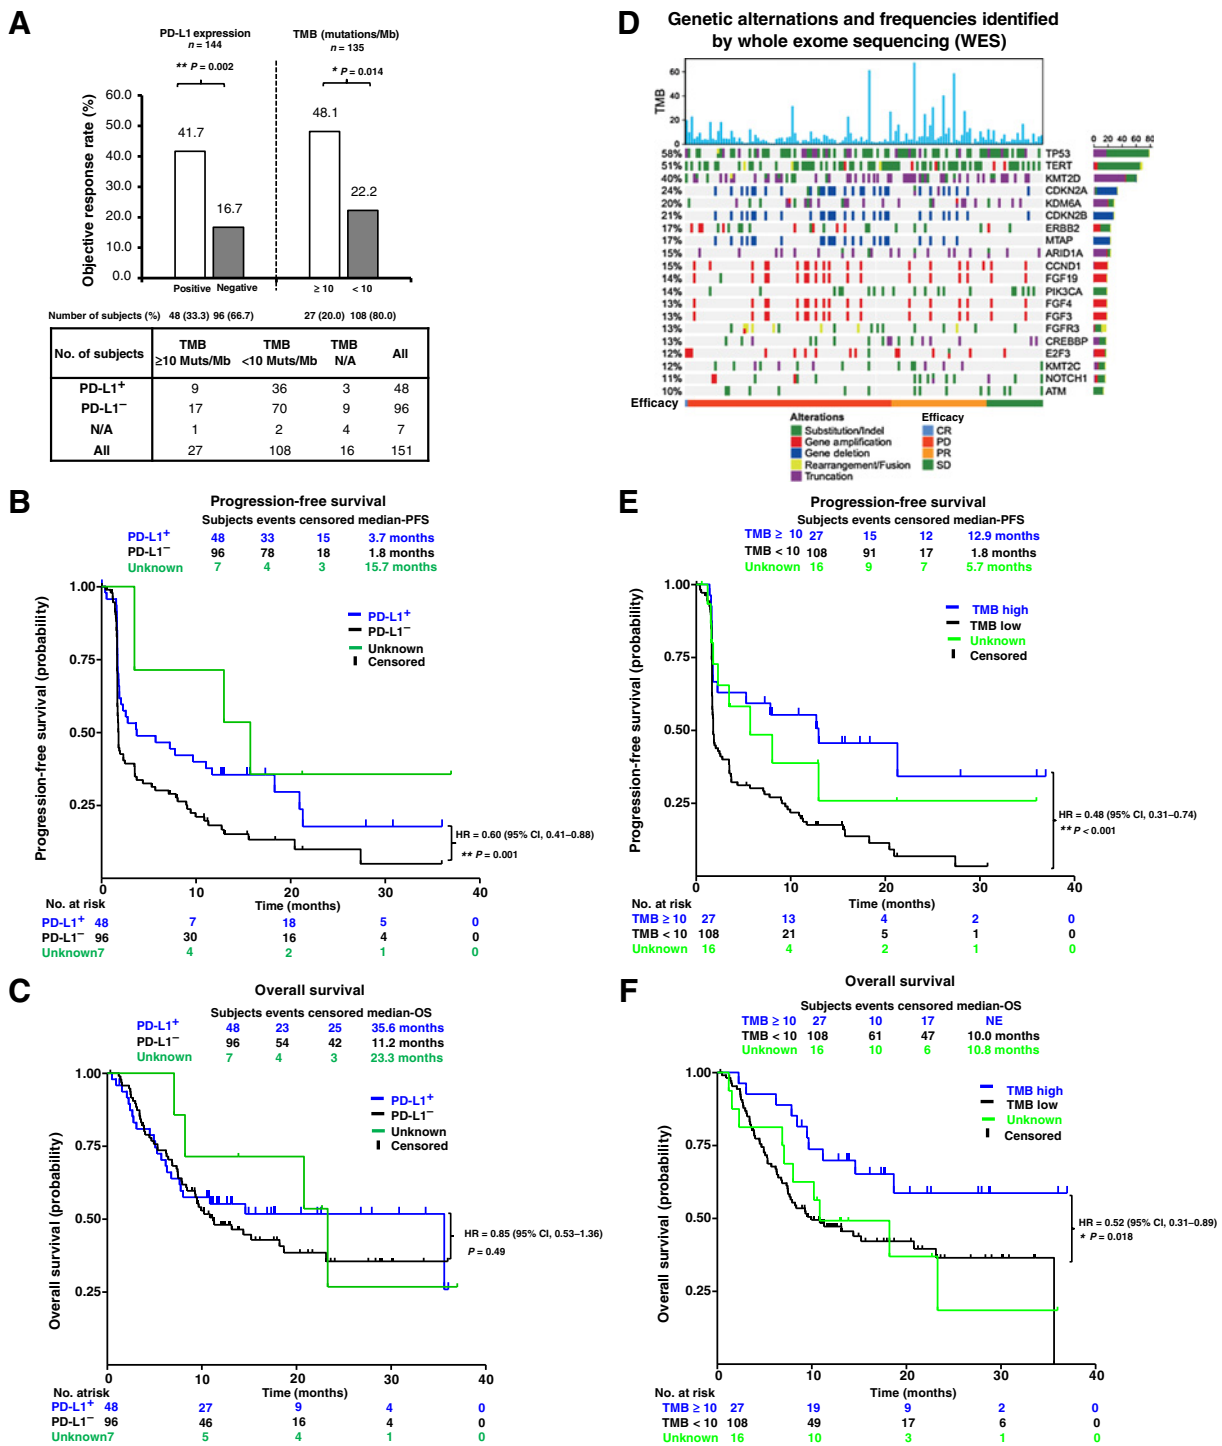 A
PD-L1 expression
n = 144
** P = 0.002
TMB (mutations/Mb)
n = 135
* P = 0.014
Objective response rate (%)
60.0
50.0
40.0
30.0
20.0
10.0
0.0
41.7
16.7
48.1
22.2
Positive Negative ≥ 10 < 10
Number of subjects (%) 48 (33.3) 96 (66.7) 27 (20.0) 108 (80.0)
No. of subjects TMB ≥10 Muts/Mb TMB <10 Muts/Mb TMB N/A All
PD-L1+ 9 36 3 48
PD-L1− 17 70 9 96
N/A 1 2 4 7
All 27 108 16 151
D
Genetic alternations and frequencies identified
by whole exome sequencing (WES)
TMB
60
40
20
0
0 20 40 60 80
58% TP53
51% TERT
40% KMT2D
24% CDKN2A
20% KDM6A
21% CDKN2B
17% ERBB2
17% MTAP
15% ARID1A
15% CCND1
14% FGF19
14% PIK3CA
13% FGF4
13% FGF3
13% FGFR3
13% CREBBP
12% E2F3
12% KMT2C
11% NOTCH1
10% ATM
Efficacy
Alterations
Substitution/Indel
Gene amplification
Gene deletion
Rearrangement/Fusion
Truncation
Efficacy
CR
PD
PR
SD
B
Progression-free survival
Subjects events censored median-PFS
PD-L1+ 48 33 15 3.7 months
PD-L1− 96 78 18 1.8 months
Unknown 7 4 3 15.7 months
Progression-free survival (probability)
1.00
0.75
0.50
0.25
PD-L1+
PD-L1−
Unknown
Censored
HR = 0.60 (95% CI, 0.41–0.88)
** P = 0.001
0 10 20 30 40
No. at risk Time (months)
PD-L1+ 48 7 18 5 0
PD-L1− 96 30 16 4 0
Unknown7 4 2 1 0
E
Progression-free survival
Subjects events censored median-PFS
TMB ≥ 10 27 15 12 12.9 months
TMB < 10 108 91 17 1.8 months
Unknown 16 9 7 5.7 months
Progression-free survival (probability)
1.00
0.75
0.50
0.25
TMB high
TMB low
Unknown
Censored
HR = 0.48 (95% CI, 0.31–0.74)
** P < 0.001
0 10 20 30 40
No. at risk Time (months)
TMB ≥ 10 27 13 4 2 0
TMB < 10 108 21 5 1 0
Unknown 16 4 2 1 0
C
Overall survival
Subjects events censored median-OS
PD-L1+ 48 23 25 35.6 months
PD-L1− 96 54 42 11.2 months
Unknown 7 4 3 23.3 months
Overall survival (probability)
1.00
0.75
0.50
0.25
PD-L1+
PD-L1−
Unknown
Censored
HR = 0.85 (95% CI, 0.53–1.36)
P = 0.49
0 10 20 30 40
No. atrisk Time (months)
PD-L1+ 48 27 9 4 0
PD-L1− 96 46 16 4 0
Unknown7 5 4 1 0
F
Overall survival
Subjects events censored median-OS
TMB ≥ 10 27 10 17 NE
TMB < 10 108 61 47 10.0 months
Unknown 16 10 6 10.8 months
Overall survival (probability)
1.00
0.75
0.50
0.25
TMB high
TMB low
Unknown
Censored
HR = 0.52 (95% CI, 0.31–0.89)
* P = 0.018
0 10 20 30 40
No. at risk Time (months)
TMB ≥ 10 27 19 9 2 0
TMB < 10 108 49 17 6 0
Unknown 16 10 3 1 0